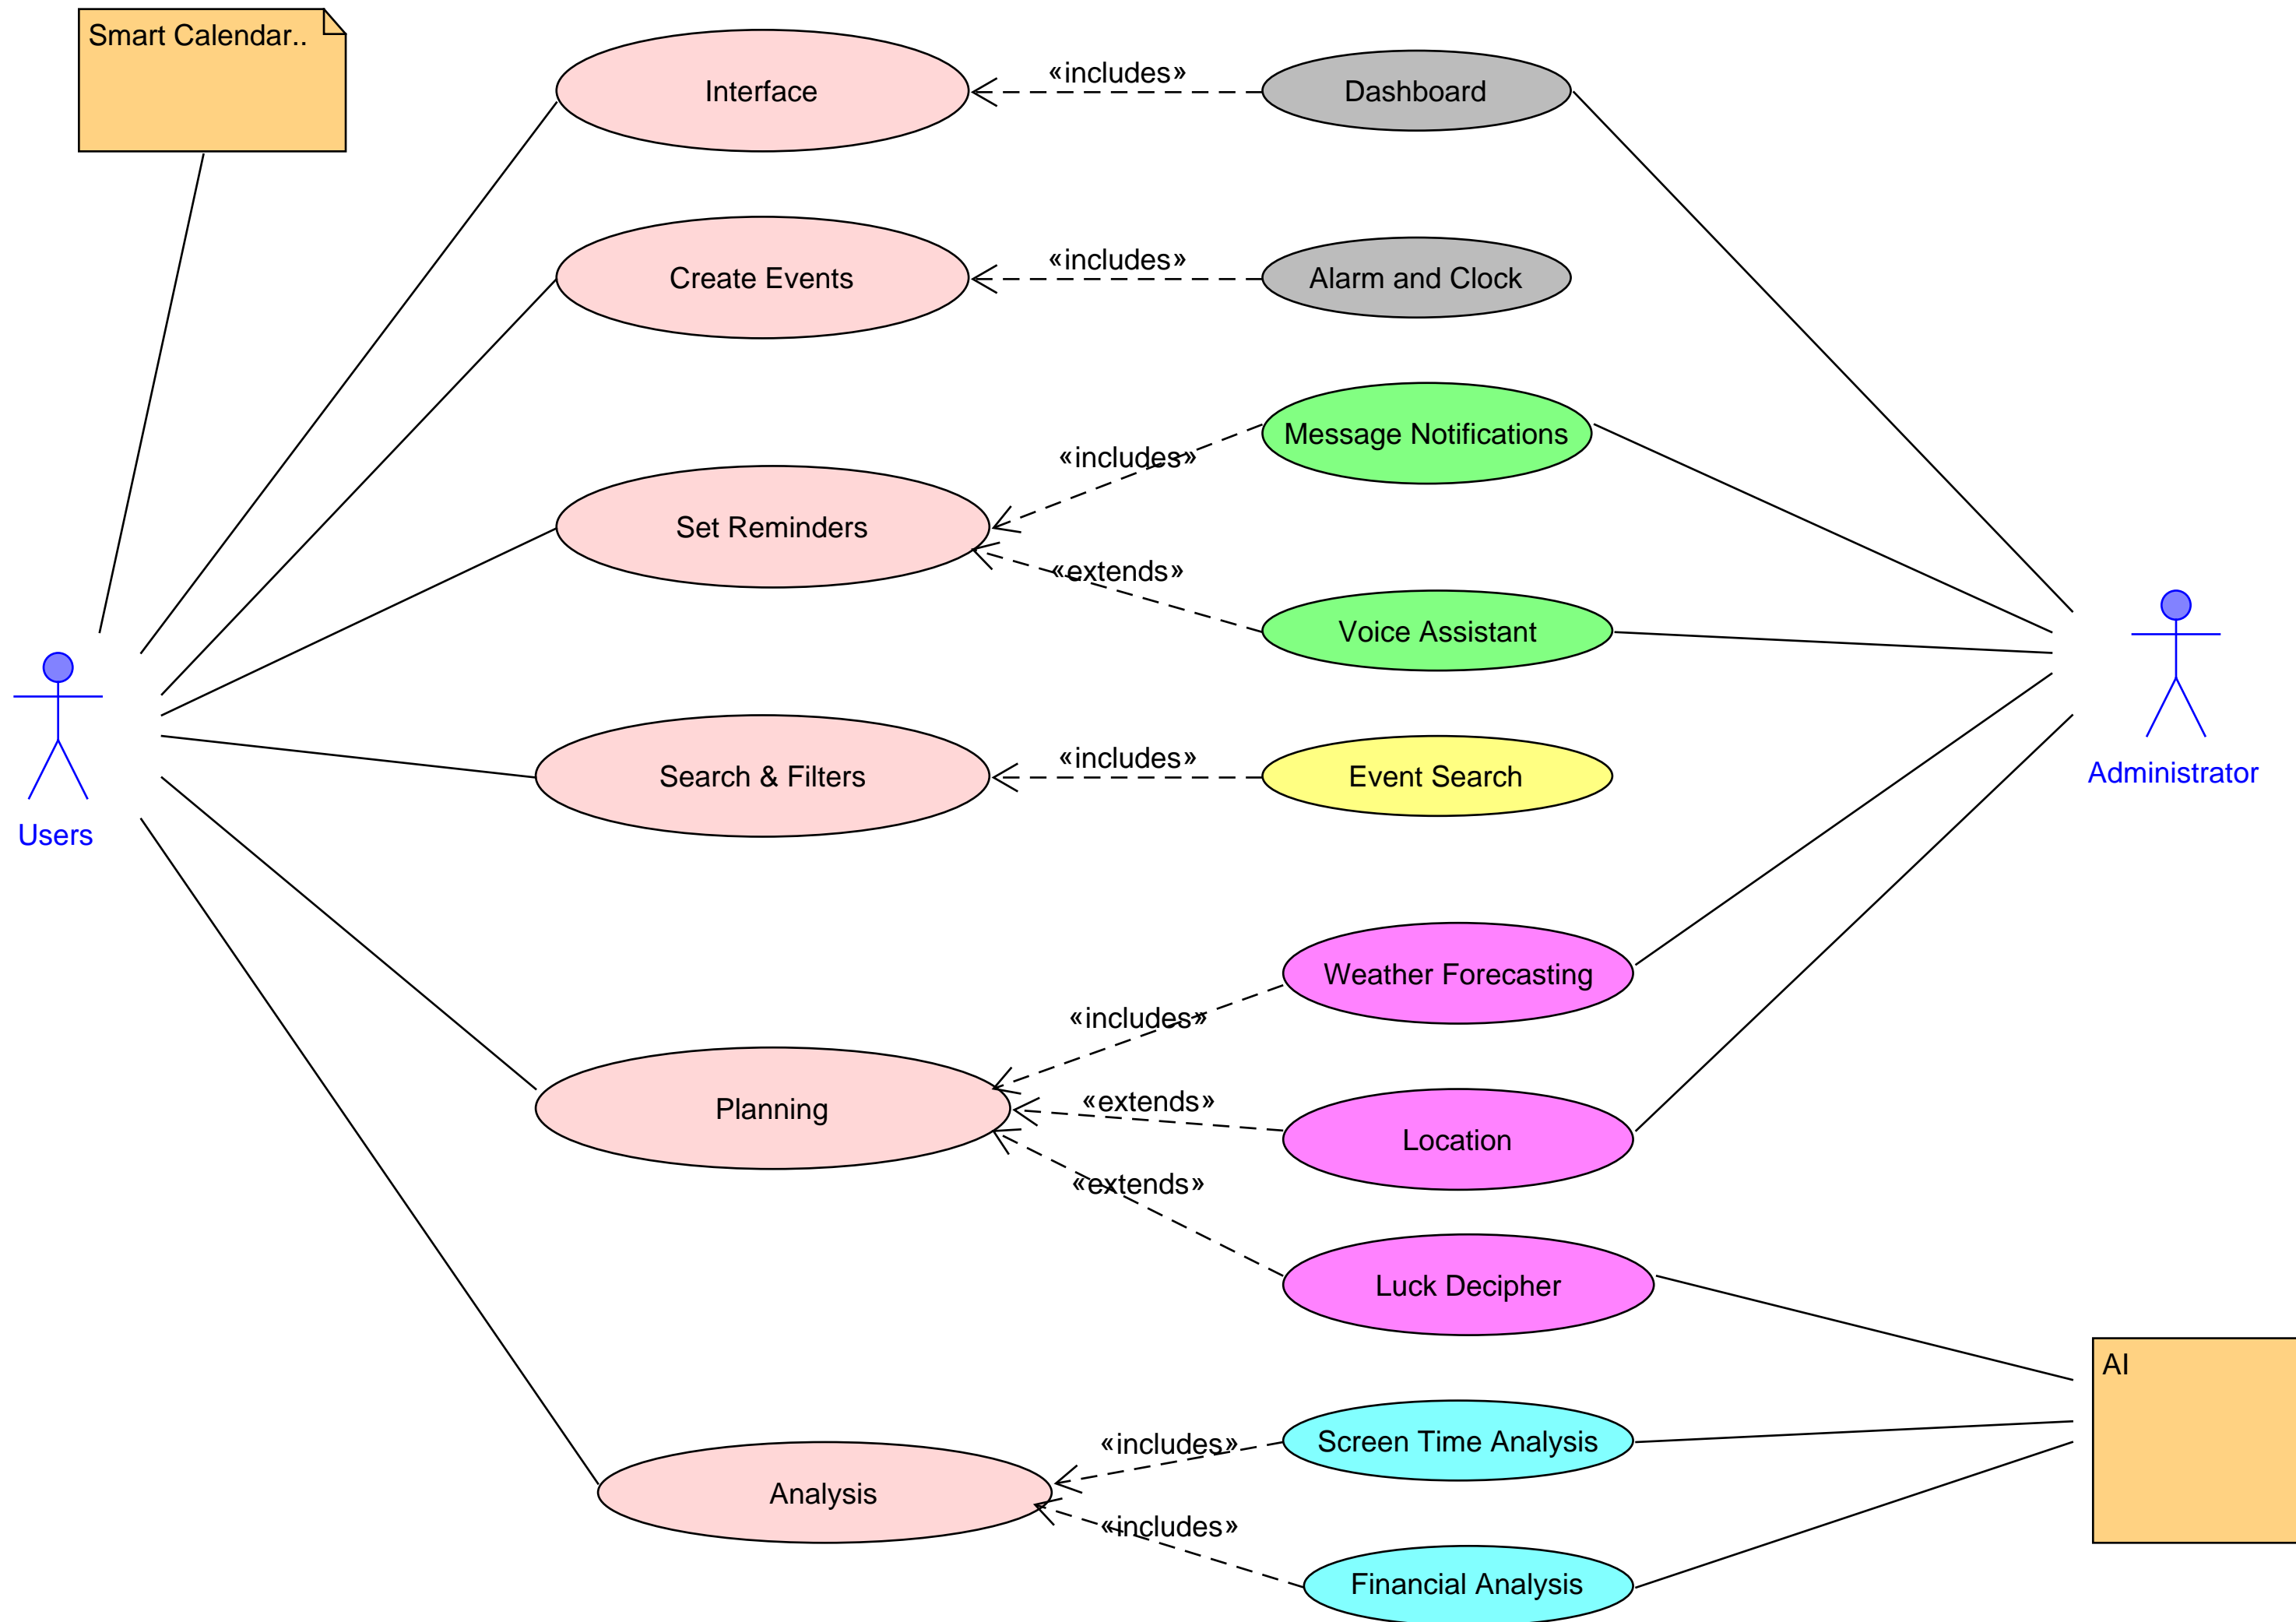 Smart Calendar..
Interface
«includes»
Dashboard
Create Events
«includes»
Alarm and Clock
Message Notifications
«includes»
Set Reminders
«extends»
Voice Assistant
Search & Filters
«includes»
Event Search
Users
Administrator
Weather Forecasting
«includes»
Planning
«extends»
Location
«extends»
Luck Decipher
AI
Screen Time Analysis
«includes»
Analysis
«includes»
Financial Analysis